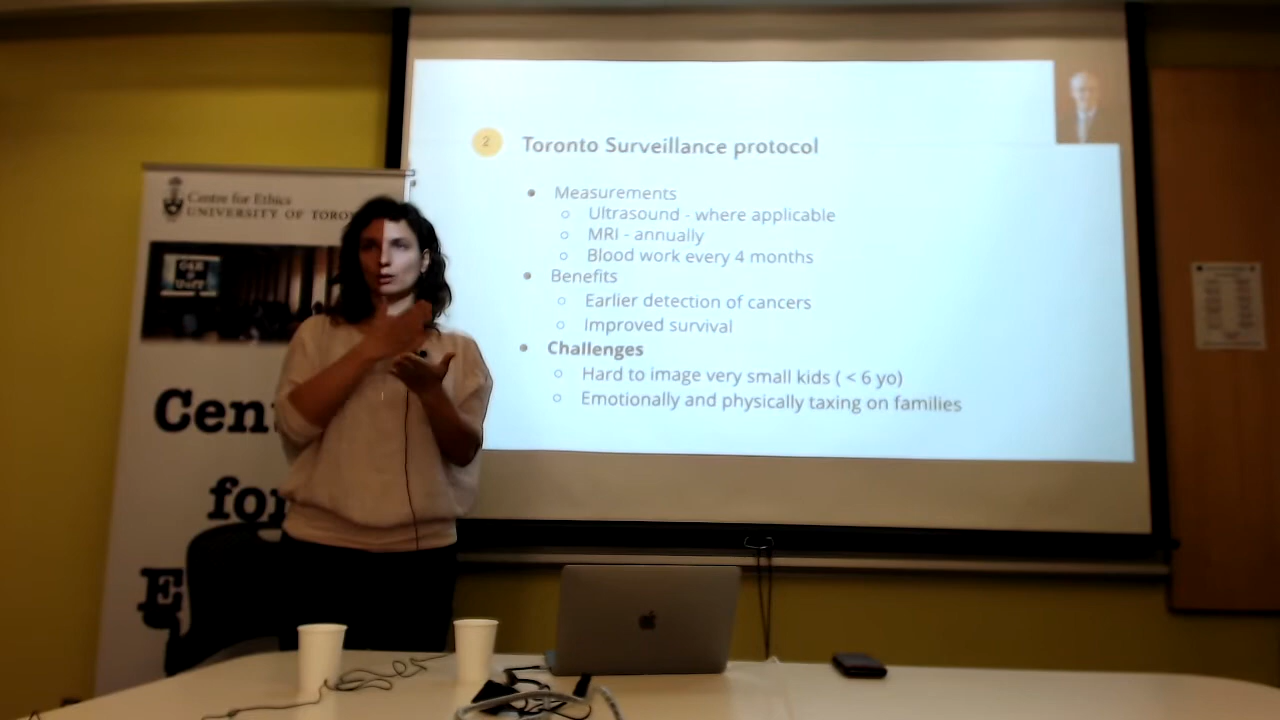 Centre for Ethics
UNIVERSITY OF TORO
Cen
for
E
2
Toronto Surveillance protocol
• Measurements
○ Ultrasound - where applicable
○ MRI - annually
○ Blood work every 4 months
• Benefits
○ Earlier detection of cancers
○ Improved survival
• Challenges
○ Hard to image very small kids ( < 6 yo)
○ Emotionally and physically taxing on families